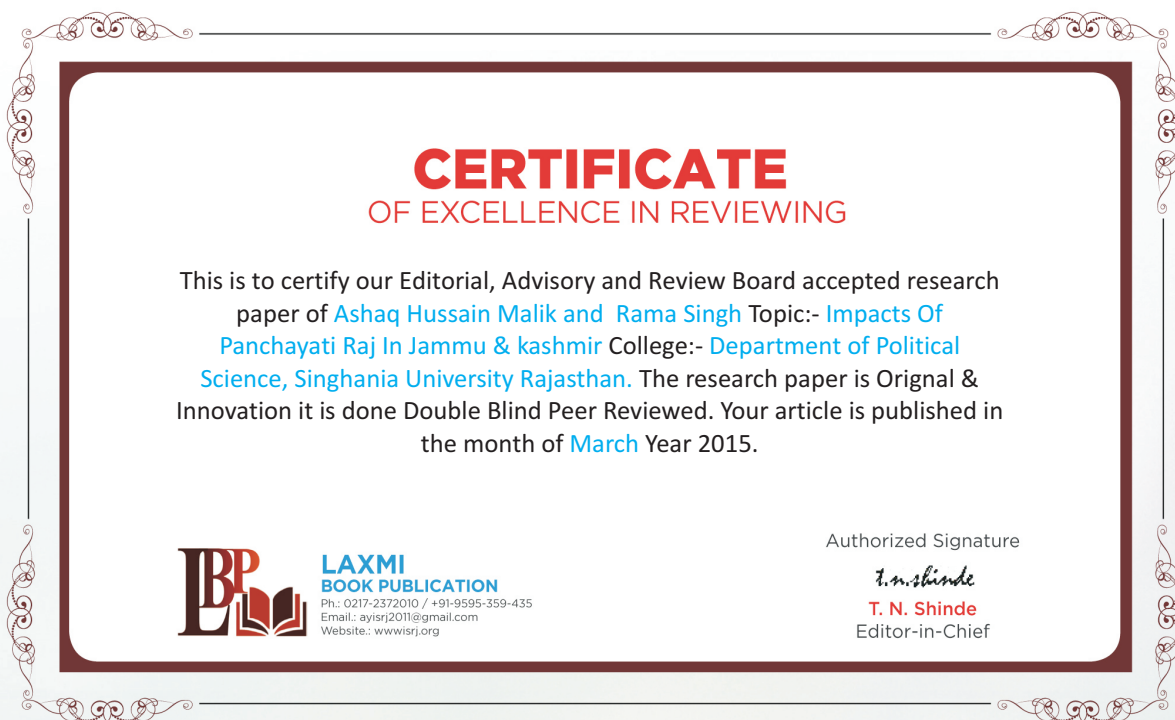 CERTIFICATE
OF EXCELLENCE IN REVIEWING
This is to certify our Editorial, Advisory and Review Board accepted research
paper of Ashaq Hussain Malik and Rama Singh Topic:- Impacts Of
Panchayati Raj In Jammu & kashmir College:- Department of Political
Science, Singhania University Rajasthan. The research paper is Orignal &
Innovation it is done Double Blind Peer Reviewed. Your article is published in
the month of March Year 2015.
LBP
LAXMI
BOOK PUBLICATION
Ph.: 0217-2372010 / +91-9595-359-435
Email.: ayisrj2011@gmail.com
Website.: wwwisrj.org
Authorized Signature
t.n.shinde
T. N. Shinde
Editor-in-Chief